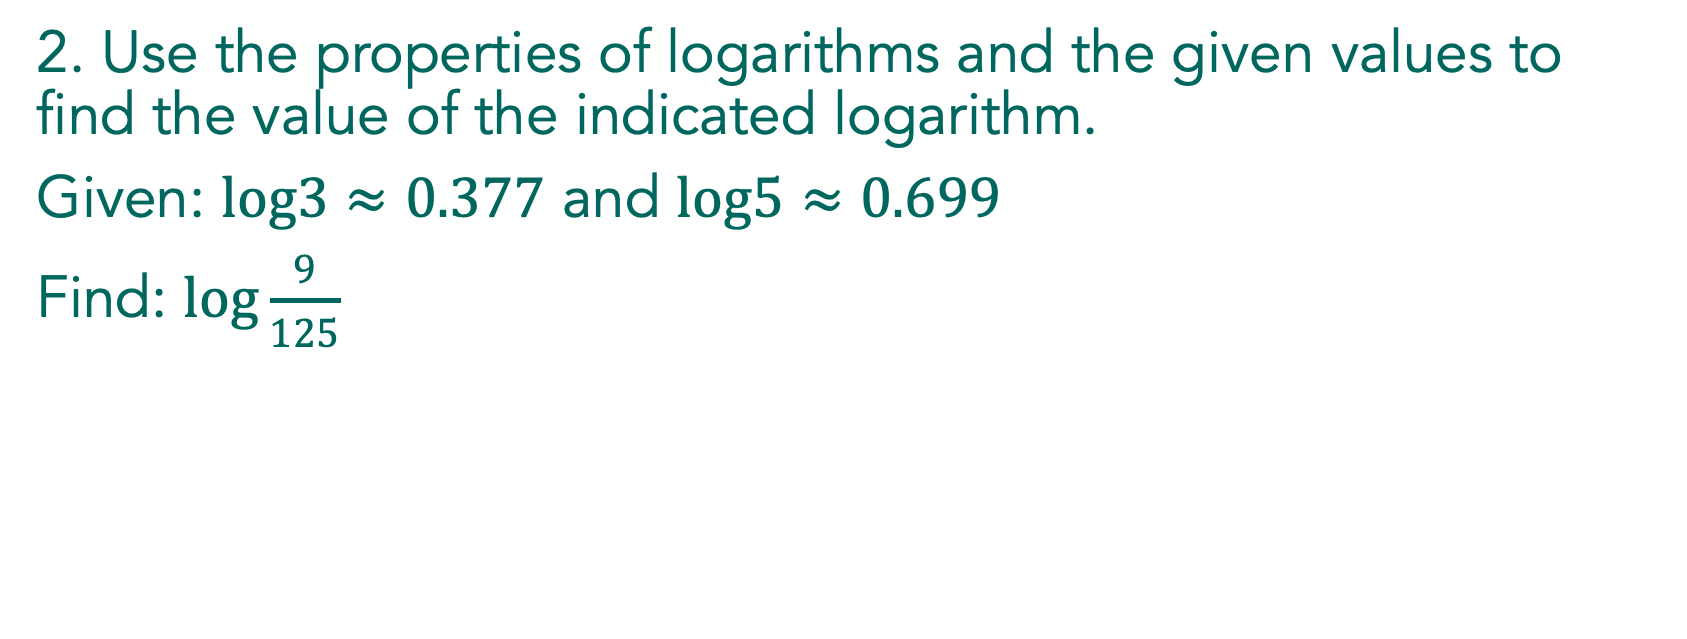 2. Use the properties of logarithms and the given values to
find the value of the indicated logarithm.
Given: log3 ≈ 0.377 and log5 ≈ 0.699
Find: log 9/125